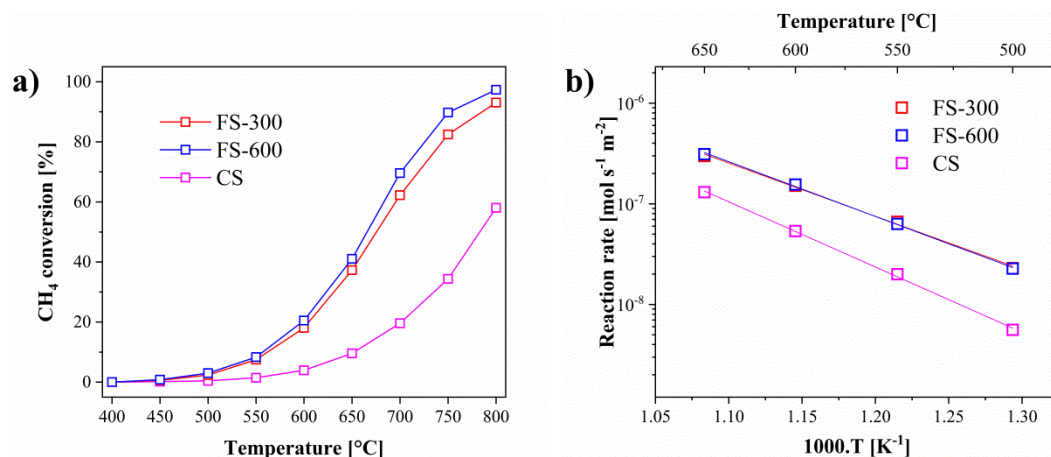 a)
CH₄ conversion [%]
100
80
60
40
20
0
FS-300
FS-600
CS
400 450 500 550 600 650 700 750 800
Temperature [°C]
b)
Temperature [°C]
650 600 550 500
Reaction rate [mol s⁻¹ m⁻²]
10⁻⁶
10⁻⁷
10⁻⁸
FS-300
FS-600
CS
1.05 1.10 1.15 1.20 1.25 1.30
1000.T [K⁻¹]